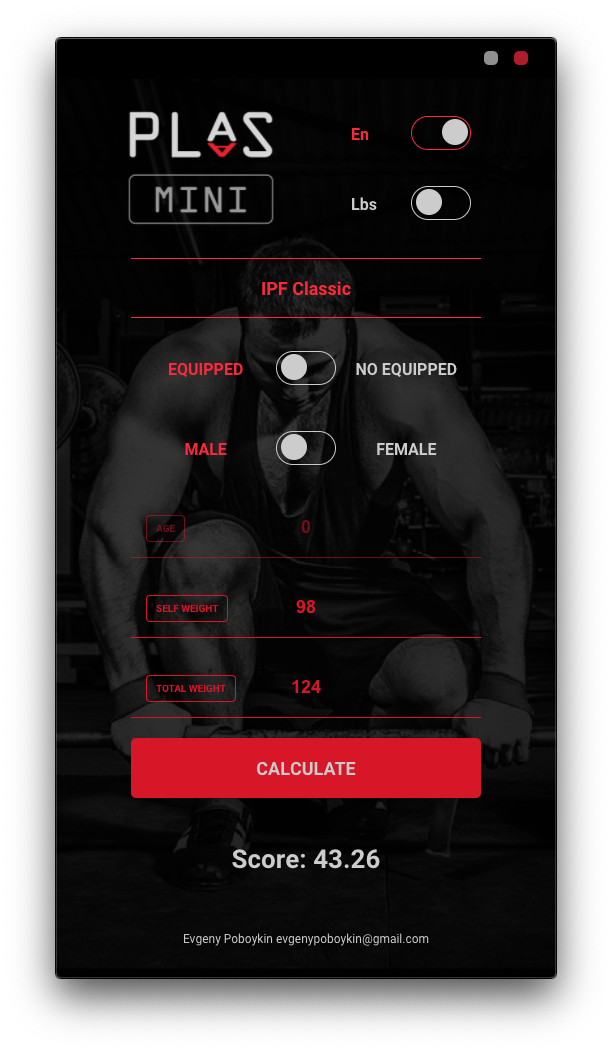 PLAS
En
MINI
Lbs
IPF Classic
EQUIPPED NO EQUIPPED
MALE FEMALE
AGE 0
SELF WEIGHT 98
TOTAL WEIGHT 124
CALCULATE
Score: 43.26
Evgeny Poboykin evgenypoboykin@gmail.com